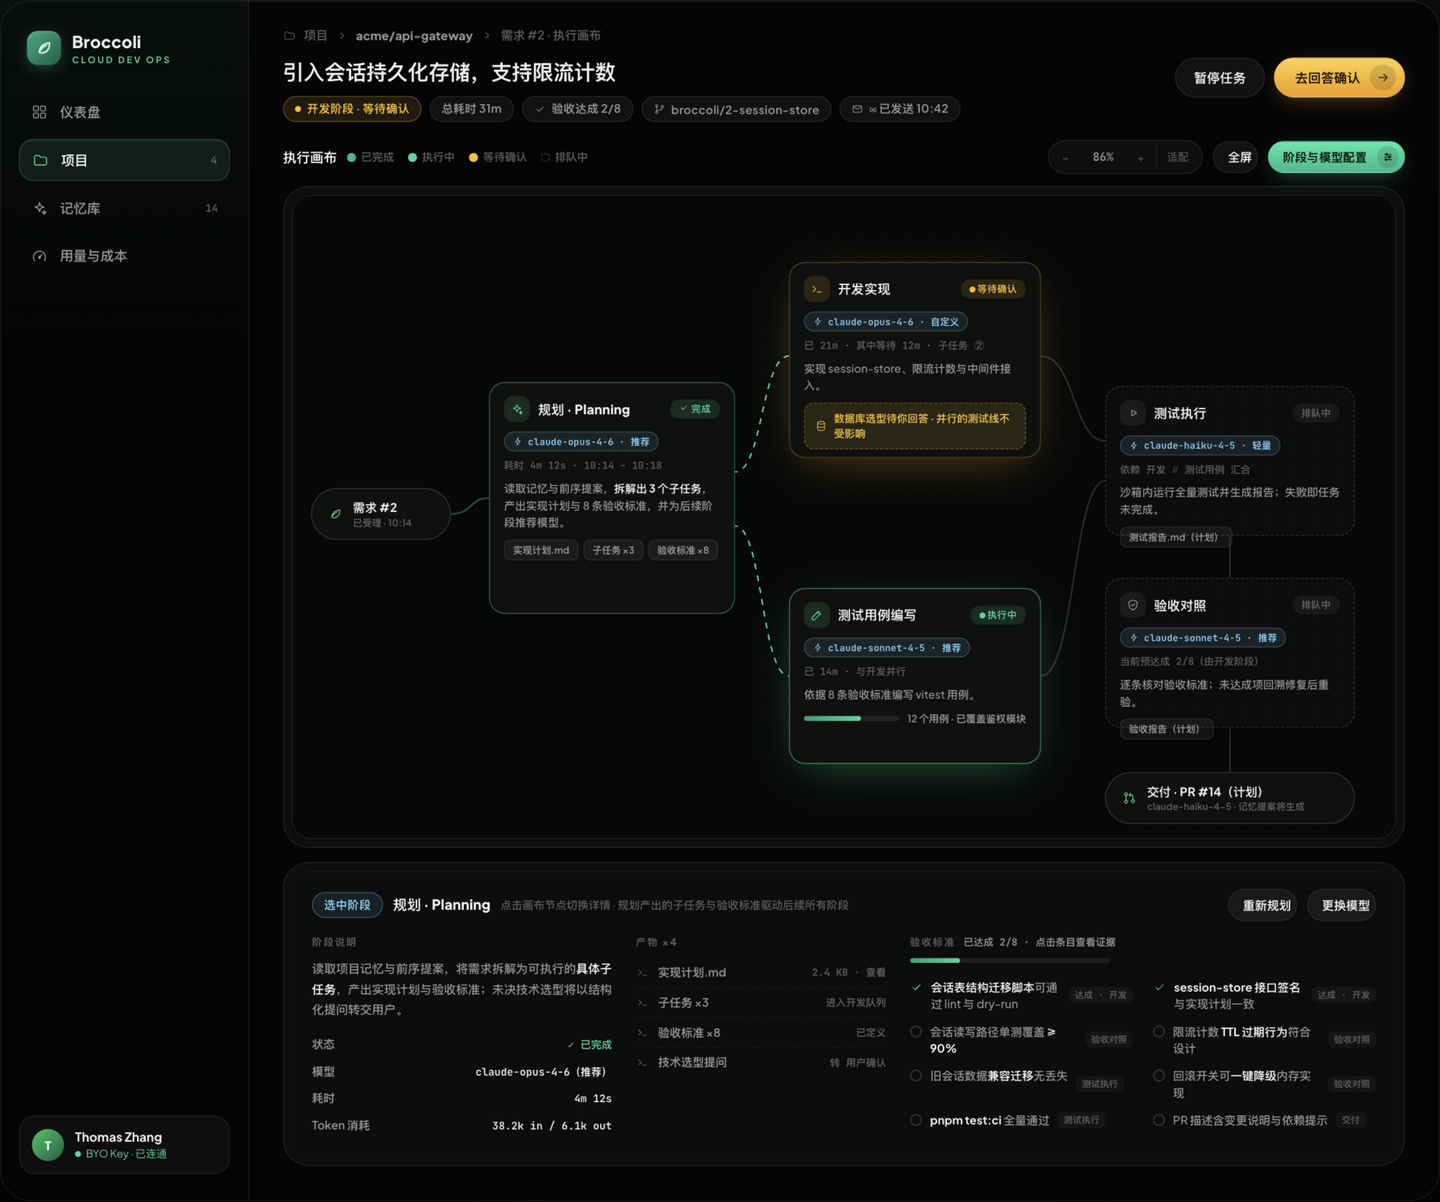 Broccoli
CLOUD DEV OPS
仪表盘
项目 4
记忆库 14
用量与成本
Thomas Zhang
BYO Key · 已连通
T
项目 › acme/api-gateway › 需求 #2 · 执行画布
引入会话持久化存储，支持限流计数
开发阶段 · 等待确认
总耗时 31m
验收达成 2/8
broccoli/2-session-store
✉ 已发送 10:42
暂停任务
去回答确认 →
执行画布
已完成
执行中
等待确认
排队中
− 86% + 适配
全屏
阶段与模型配置
需求 #2
已受理 · 10:14
规划 · Planning
✓ 完成
claude-opus-4-6 · 推荐
耗时 4m 12s · 10:14 – 10:18
读取记忆与前序提案，拆解出 3 个子任务，
产出实现计划与 8 条验收标准，并为后续阶
段推荐模型。
实现计划.md
子任务 ×3
验收标准 ×8
开发实现
等待确认
claude-opus-4-6 · 自定义
已 21m · 其中等待 12m · 子任务 ②
实现 session-store、限流计数与中间件接
入。
数据库选型待你回答 · 并行的测试线不
受影响
测试用例编写
执行中
claude-sonnet-4-5 · 推荐
已 14m · 与开发并行
依据 8 条验收标准编写 vitest 用例。
12 个用例 · 已覆盖鉴权模块
测试执行
排队中
claude-haiku-4-5 · 轻量
依赖 开发 // 测试用例 汇合
沙箱内运行全量测试并生成报告；失败即任务
未完成。
测试报告.md（计划）
验收对照
排队中
claude-sonnet-4-5 · 推荐
当前预达成 2/8（由开发阶段）
逐条核对验收标准；未达成项回溯修复后重
验。
验收报告（计划）
交付 · PR #14（计划）
claude-haiku-4-5 · 记忆提案将生成
选中阶段
规划 · Planning
点击画布节点切换详情 · 规划产出的子任务与验收标准驱动后续所有阶段
重新规划
更换模型
阶段说明
读取项目记忆与前序提案，将需求拆解为可执行的具体子
任务，产出实现计划与验收标准；未决技术选型将以结构
化提问转交用户。
状态 ✓ 已完成
模型 claude-opus-4-6（推荐）
耗时 4m 12s
Token 消耗 38.2k in / 6.1k out
产物 ×4
实现计划.md 2.4 KB · 查看
子任务 ×3 进入开发队列
验收标准 ×8 已定义
技术选型提问 转 用户确认
验收标准 已达成 2/8 · 点击条目查看证据
会话表结构迁移脚本可通
过 lint 与 dry-run
达成 · 开发
session-store 接口签名
与实现计划一致
达成 · 开发
会话读写路径单测覆盖 ≥
90%
验收对照
限流计数 TTL 过期行为符合
设计
验收对照
旧会话数据兼容迁移无丢失
测试执行
回滚开关可一键降级内存实
现
验收对照
pnpm test:ci 全量通过
测试执行
PR 描述含变更说明与依赖提示
交付